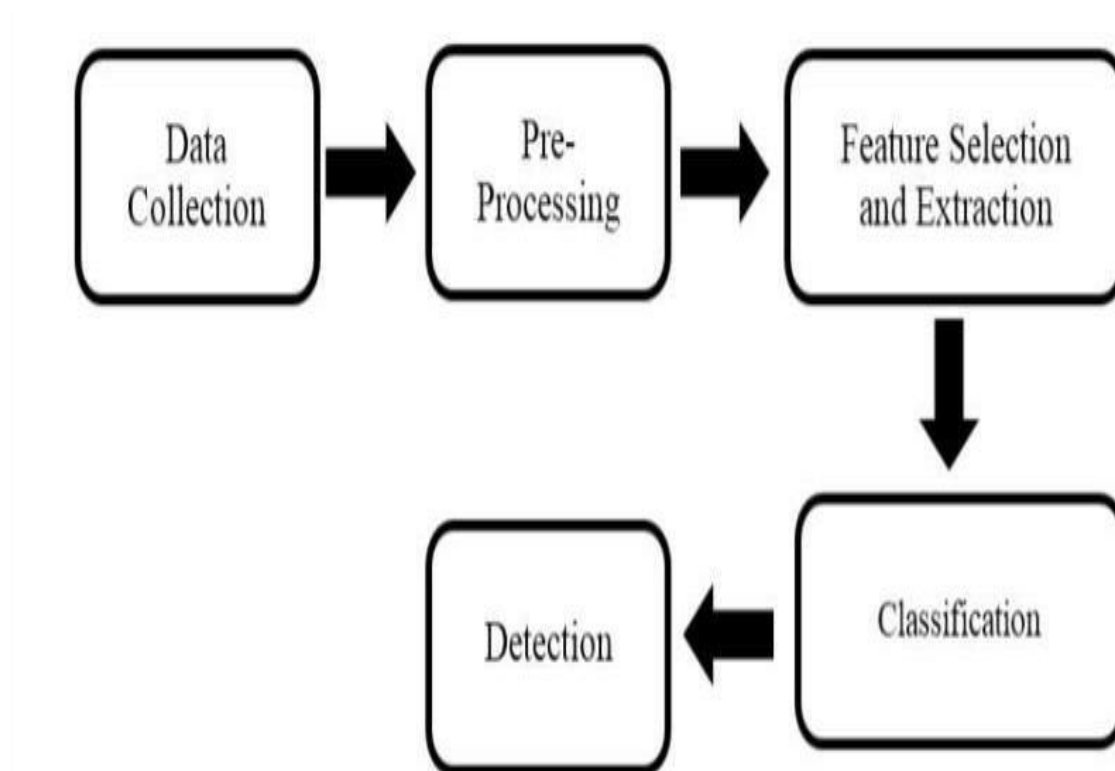 Data
Collection
Pre-
Processing
Feature Selection
and Extraction
Classification
Detection